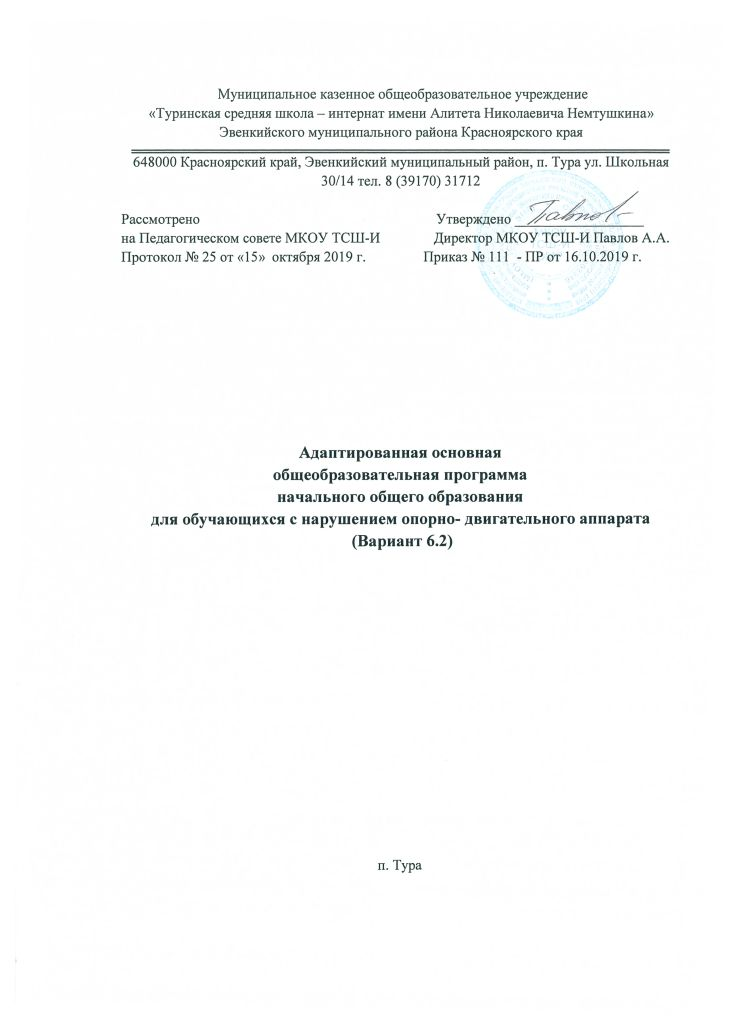 Муниципальное казенное общеобразовательное учреждение
«Туринская средняя школа – интернат имени Алитета Николаевича Немтушкина»
Эвенкийского муниципального района Красноярского края
648000 Красноярский край, Эвенкийский муниципальный район, п. Тура ул. Школьная
30/14 тел. 8 (39170) 31712
Рассмотрено Утверждено
на Педагогическом совете МКОУ ТСШ-И Директор МКОУ ТСШ-И Павлов А.А.
Протокол № 25 от «15» октября 2019 г. Приказ № 111 - ПР от 16.10.2019 г.
Адаптированная основная
общеобразовательная программа
начального общего образования
для обучающихся с нарушением опорно- двигательного аппарата
(Вариант 6.2)
п. Тура